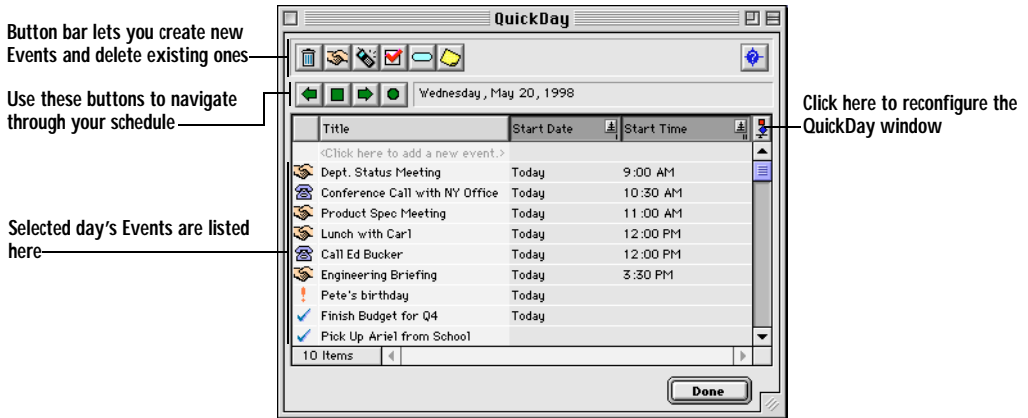 QuickDay
Button bar lets you create new
Events and delete existing ones
Use these buttons to navigate
through your schedule
Wednesday, May 20, 1998
Click here to reconfigure the
QuickDay window
Title Start Date Start Time
<Click here to add a new event.>
Dept. Status Meeting Today 9:00 AM
Conference Call with NY Office Today 10:30 AM
Product Spec Meeting Today 11:00 AM
Selected day's Events are listed
here
Lunch with Carl Today 12:00 PM
Call Ed Bucker Today 12:00 PM
Engineering Briefing Today 3:30 PM
Pete's birthday Today
Finish Budget for Q4 Today
Pick Up Ariel from School
10 Items
Done